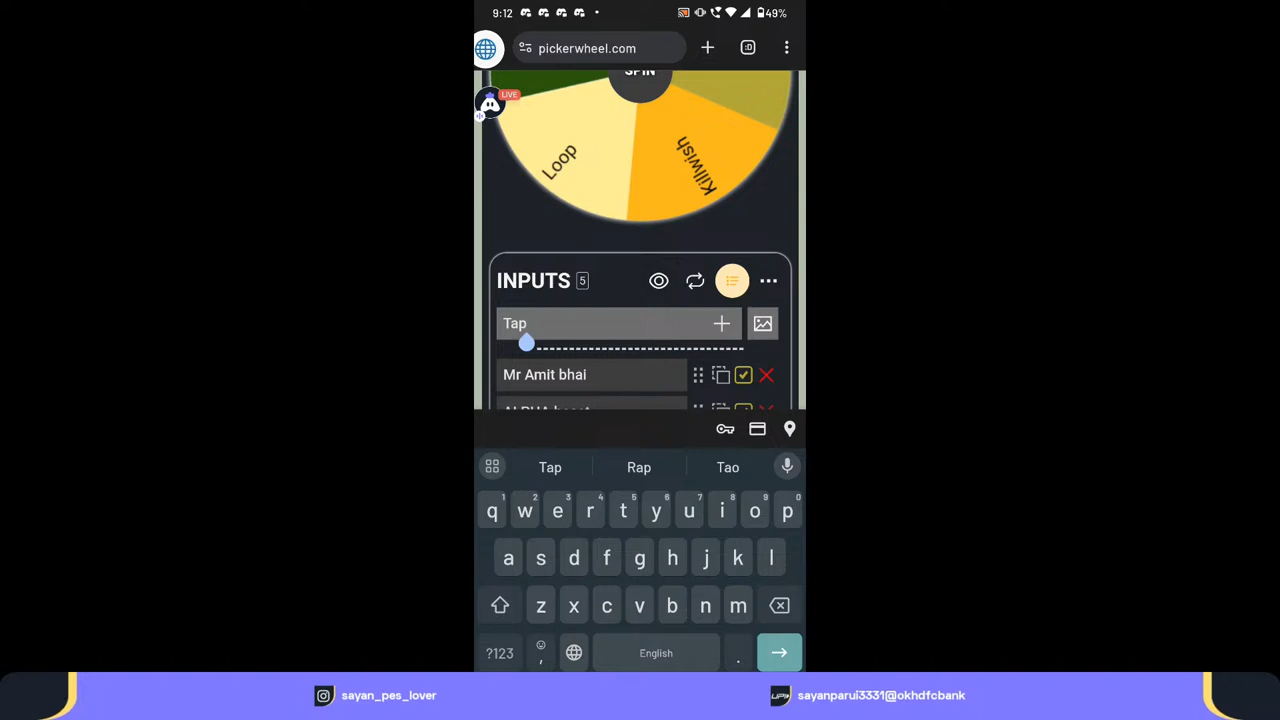 9:12
49%
pickerwheel.com
:D
SPIN
LIVE
Loop
Killwish
INPUTS 5
Tap
Mr Amit bhai
Tap Rap Tao
1 2 3 4 5 6 7 8 9 0
q w e r t y u i o p
a s d f g h j k l
z x c v b n m
?123 , English .
sayan_pes_lover
UPI sayanparui3331@okhdfcbank